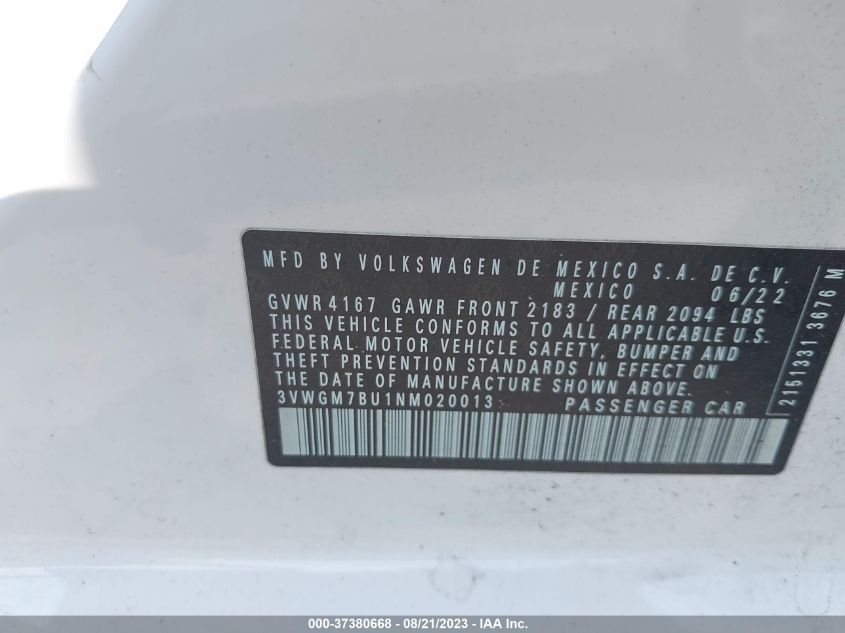 MFD BY VOLKSWAGEN DE MEXICO S.A. DE C.V.
MEXICO 06/22
GVWR 4167 GAWR FRONT 2183 / REAR 2094 LBS
THIS VEHICLE CONFORMS TO ALL APPLICABLE U.S.
FEDERAL MOTOR VEHICLE SAFETY, BUMPER AND
THEFT PREVENTION STANDARDS IN EFFECT ON
THE DATE OF MANUFACTURE SHOWN ABOVE.
3VWGM7BU1NM020013 PASSENGER CAR
2151331 3676 M
000-37380668 - 08/21/2023 - IAA Inc.